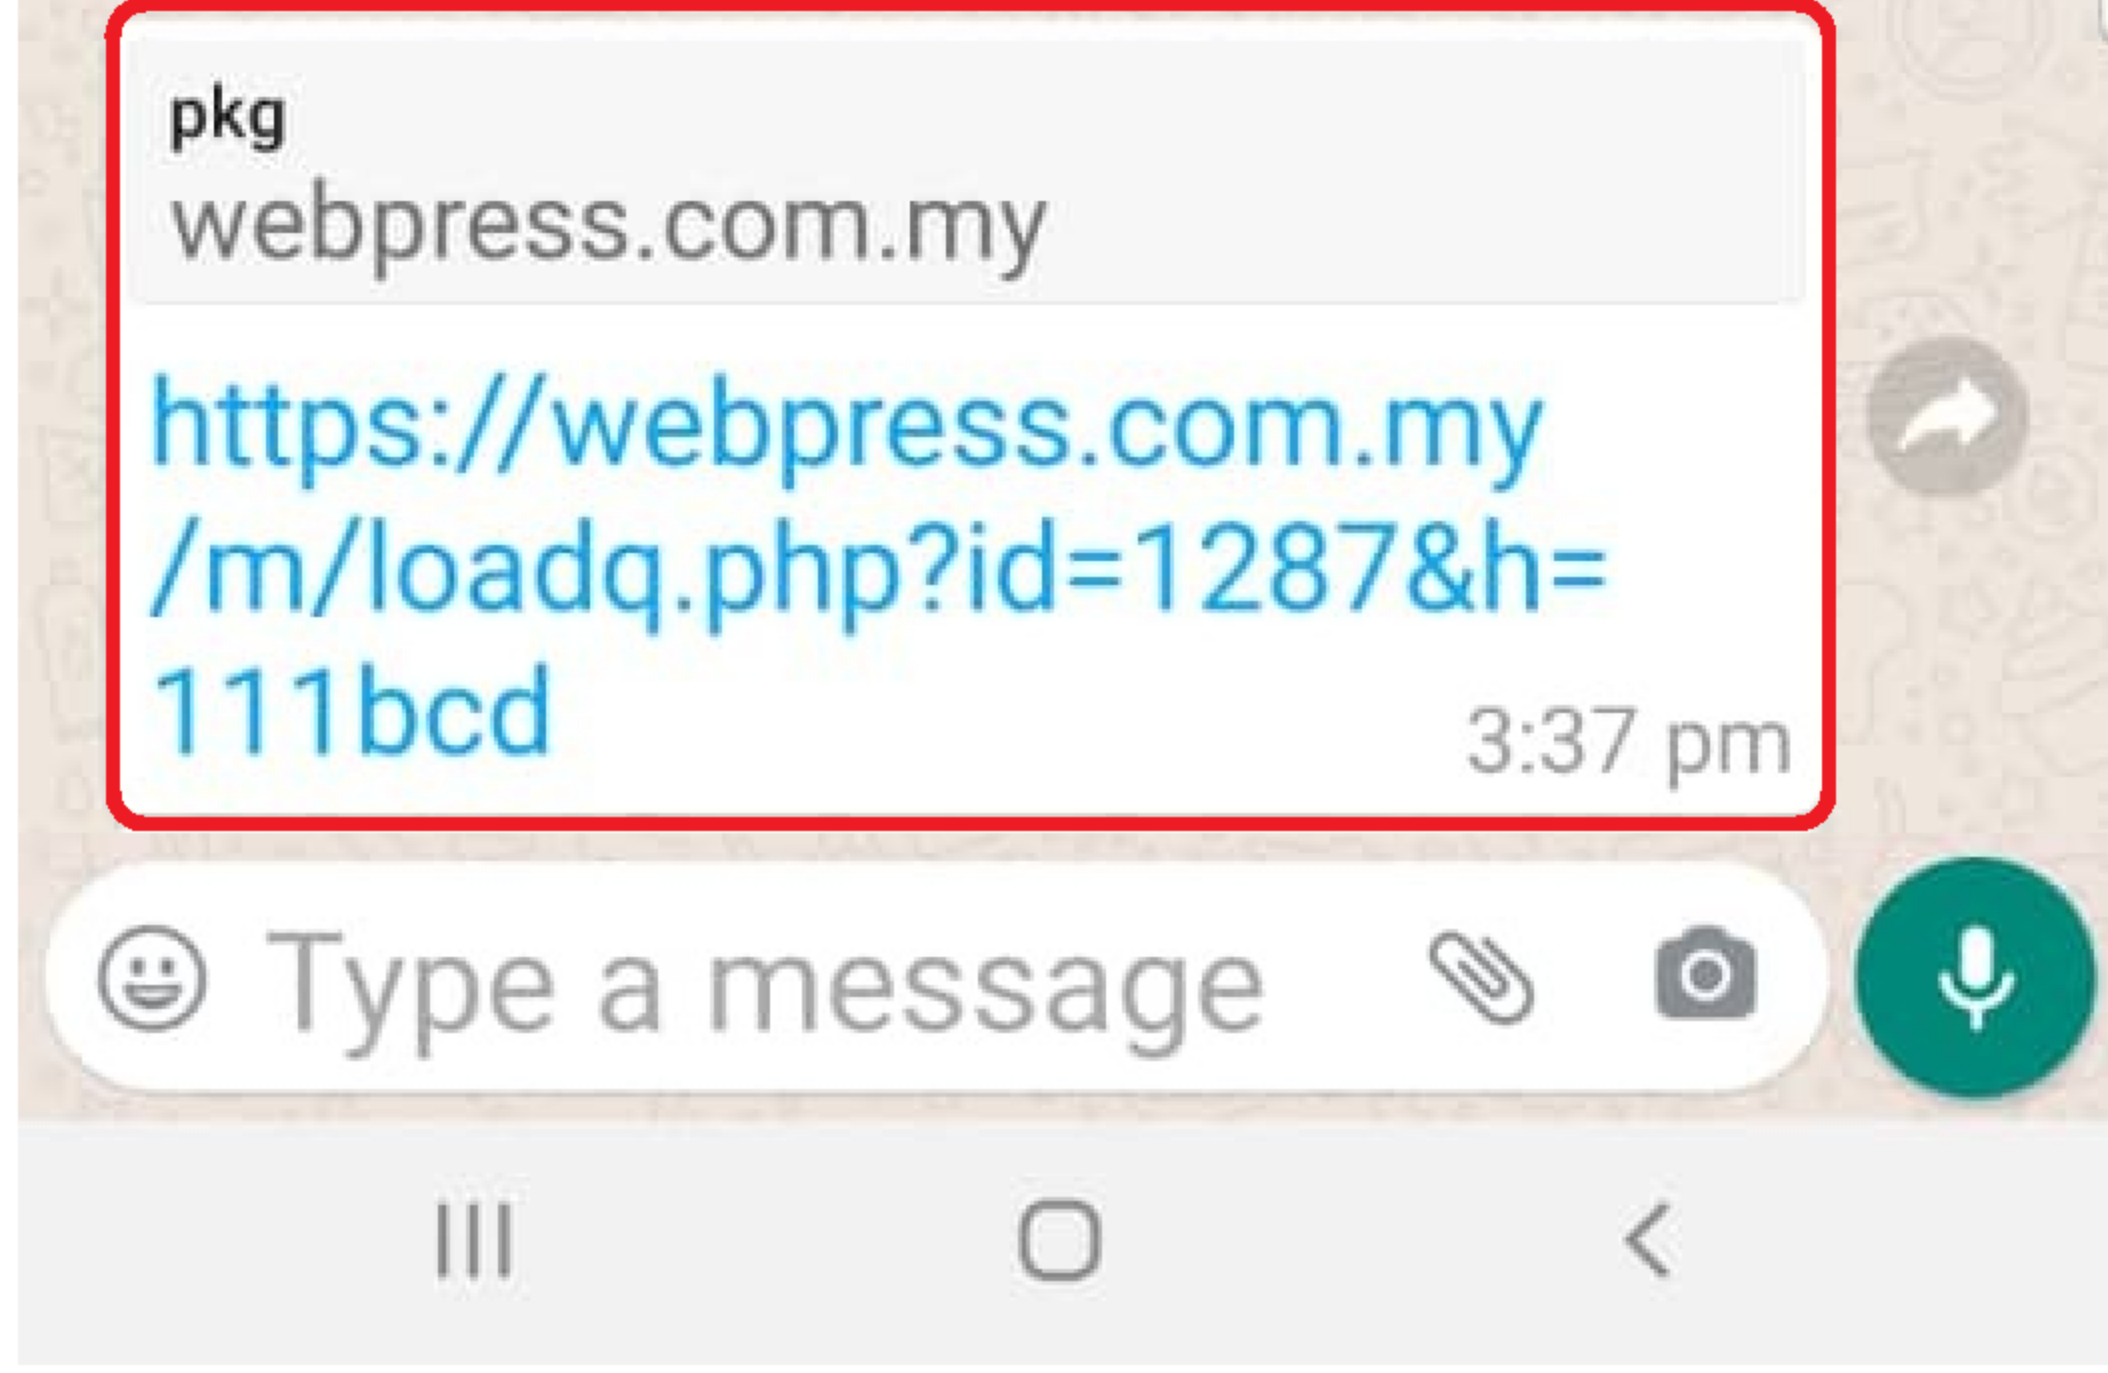 pkg
webpress.com.my
https://webpress.com.my
/m/loadq.php?id=1287&h=
111bcd
3:37 pm
Type a message